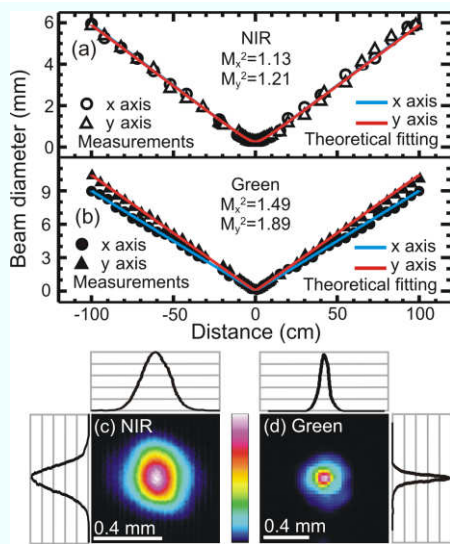 Beam diameter (mm)
6
4
2
0
(a)
NIR
Mx²=1.13
My²=1.21
x axis
y axis
Measurements
x axis
y axis
Theoretical fitting
9
6
3
0
(b)
Green
Mx²=1.49
My²=1.89
x axis
y axis
Measurements
x axis
y axis
Theoretical fitting
-100 -50 0 50 100
Distance (cm)
(c) NIR
0.4 mm
(d) Green
0.4 mm